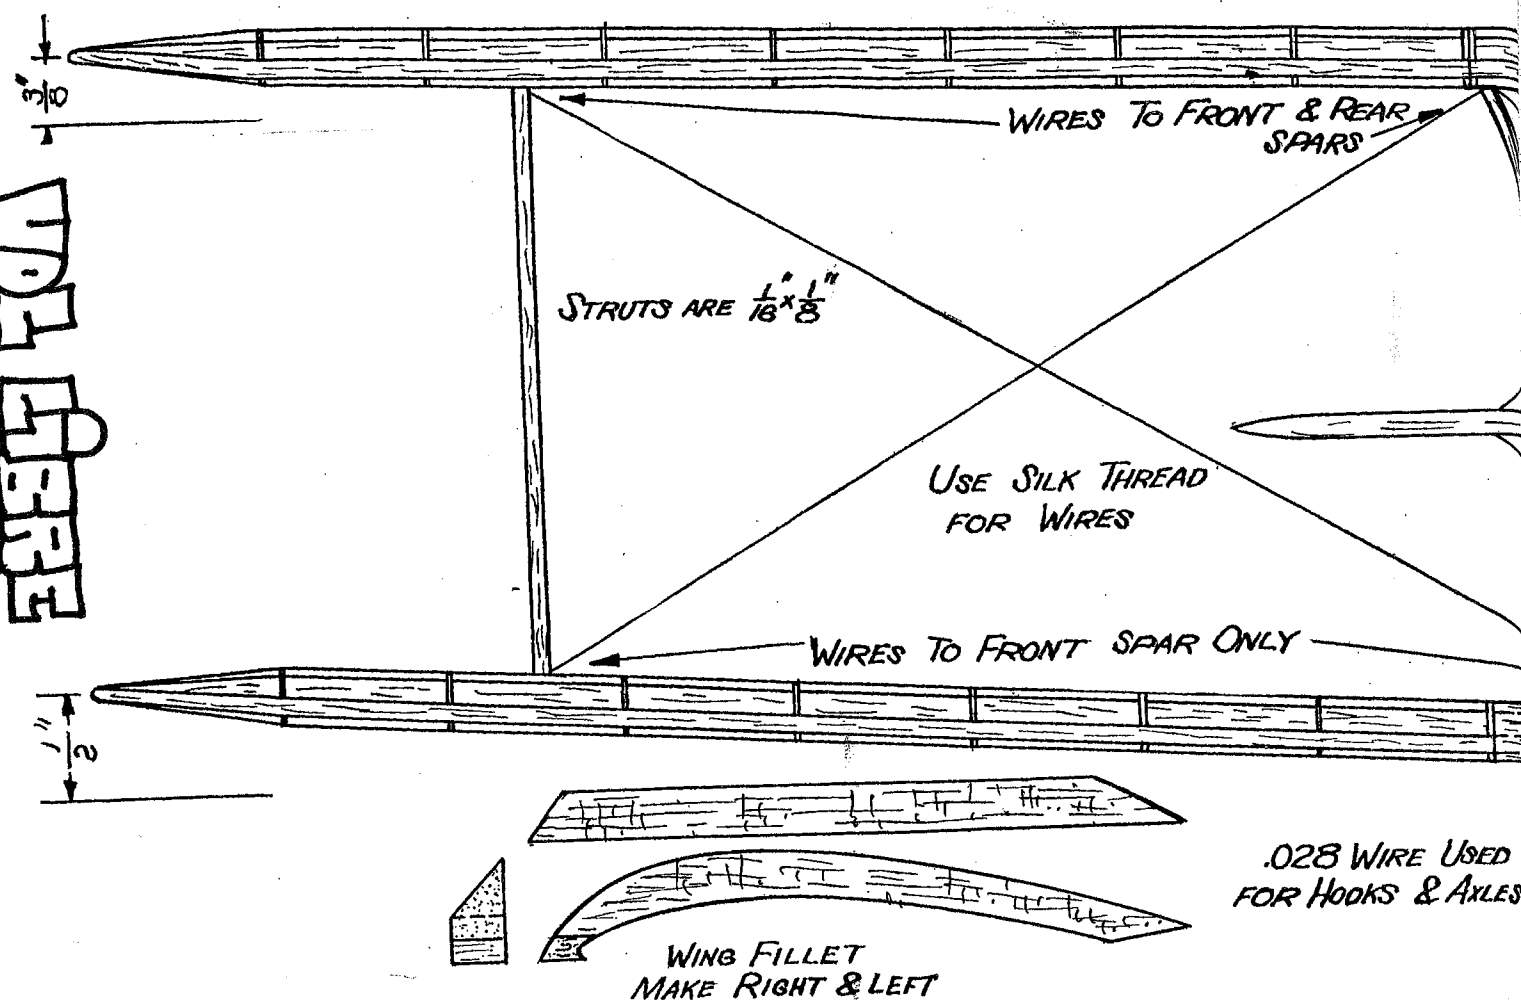 3"
8
WIRES TO FRONT & REAR
SPARS
STRUTS ARE 1/16" x 1/8"
USE SILK THREAD
FOR WIRES
WIRES TO FRONT SPAR ONLY
1"
2
.028 WIRE USED
FOR HOOKS & AXLES
WING FILLET
MAKE RIGHT & LEFT